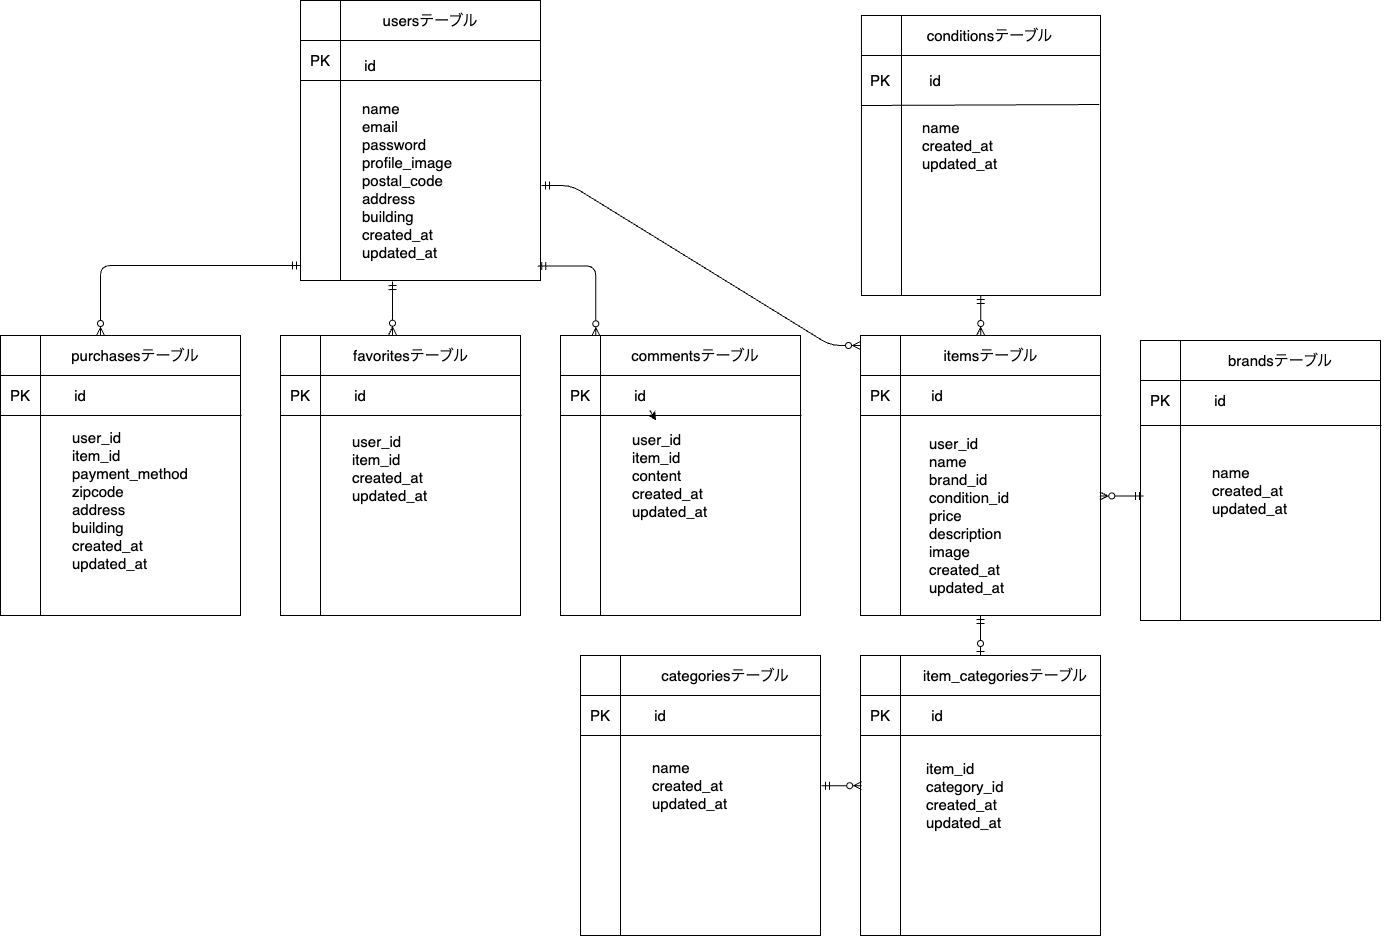 usersテーブル
PK
id
name
email
password
profile_image
postal_code
address
building
created_at
updated_at
conditionsテーブル
PK
id
name
created_at
updated_at
purchasesテーブル
PK
id
user_id
item_id
payment_method
zipcode
address
building
created_at
updated_at
favoritesテーブル
PK
id
user_id
item_id
created_at
updated_at
commentsテーブル
PK
id
user_id
item_id
content
created_at
updated_at
itemsテーブル
PK
id
user_id
name
brand_id
condition_id
price
description
image
created_at
updated_at
brandsテーブル
PK
id
name
created_at
updated_at
categoriesテーブル
PK
id
name
created_at
updated_at
item_categoriesテーブル
PK
id
item_id
category_id
created_at
updated_at